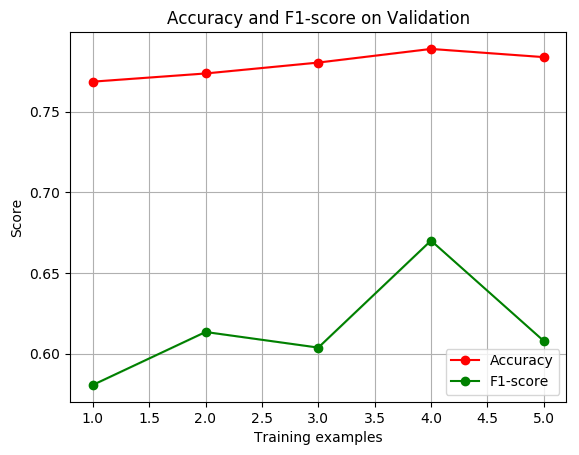 Accuracy and F1-score on Validation
Score
0.75
0.70
0.65
0.60
Accuracy
F1-score
1.0 1.5 2.0 2.5 3.0 3.5 4.0 4.5 5.0
Training examples